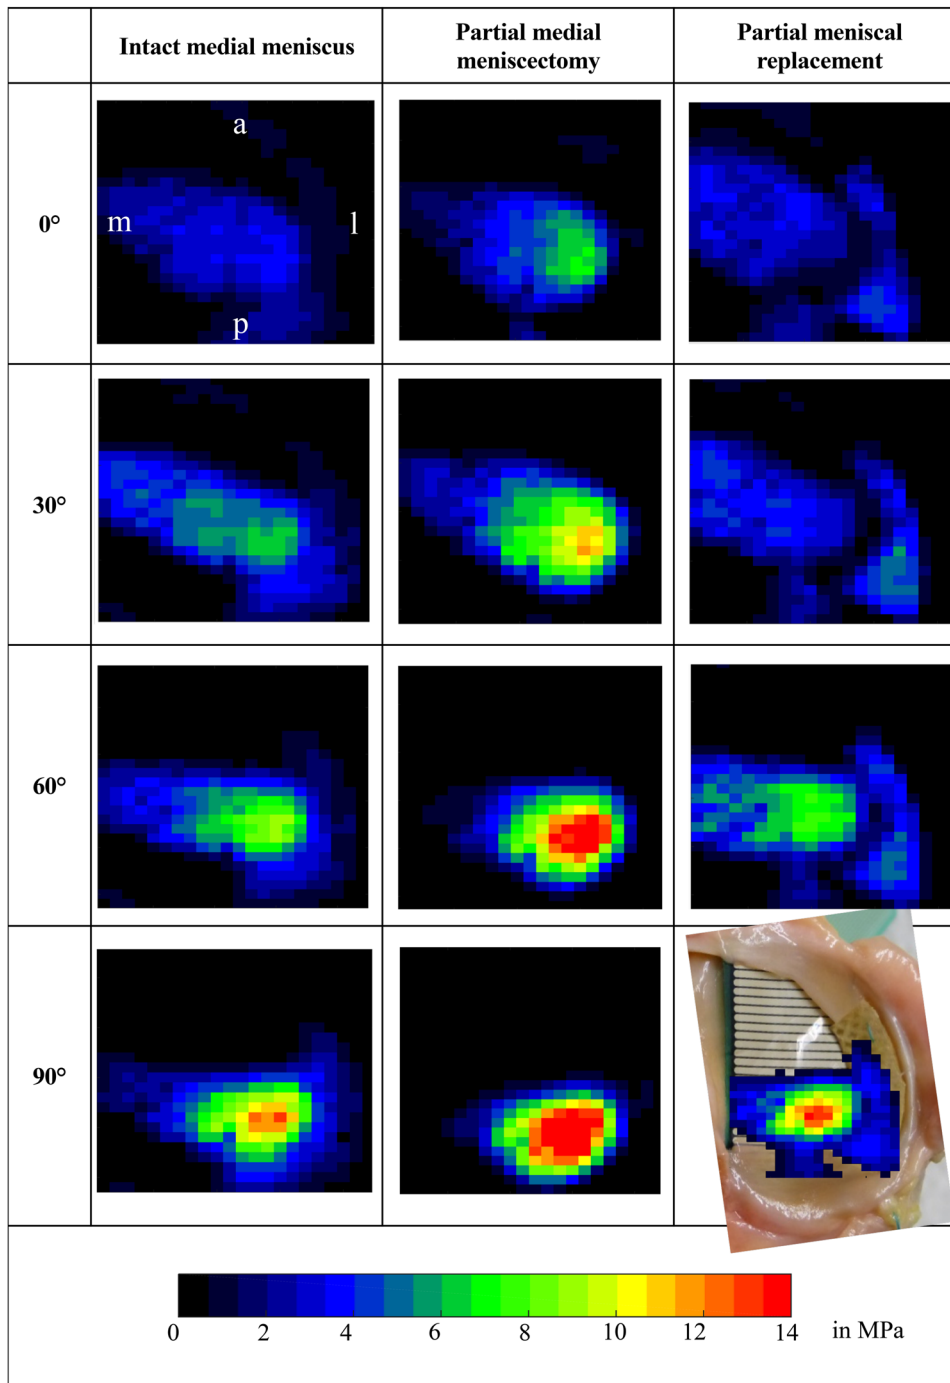 Intact medial meniscus
Partial medial
meniscectomy
Partial meniscal
replacement
0°
a
m
l
p
30°
60°
90°
0 2 4 6 8 10 12 14 in MPa